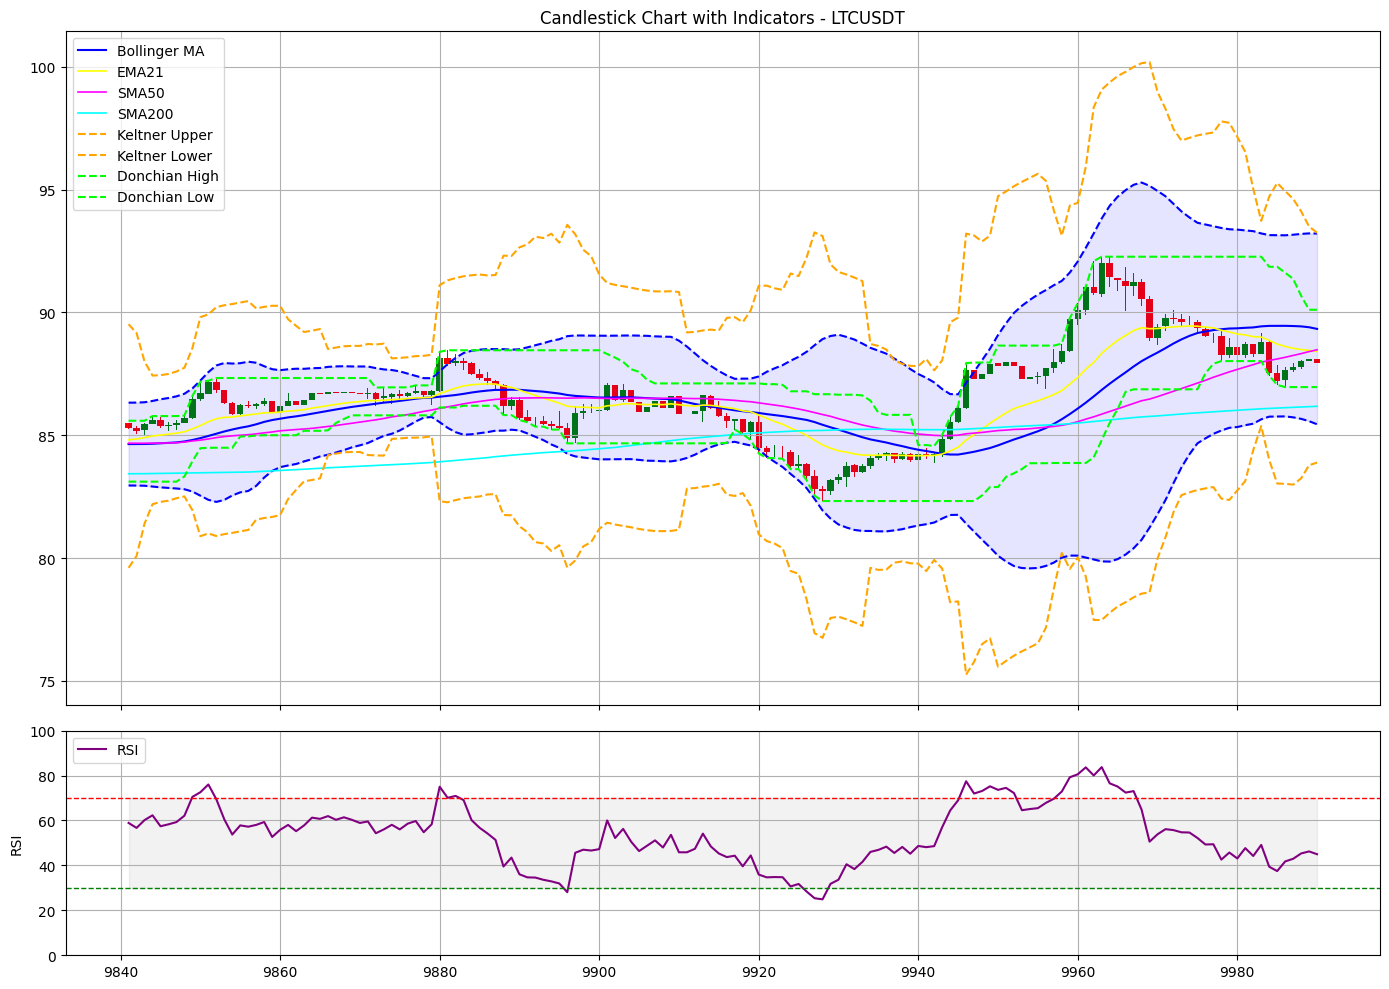 Candlestick Chart with Indicators - LTCUSDT
Bollinger MA
EMA21
SMA50
SMA200
Keltner Upper
Keltner Lower
Donchian High
Donchian Low
100
95
90
85
80
75
RSI
RSI
100
80
60
40
20
0
9840 9860 9880 9900 9920 9940 9960 9980